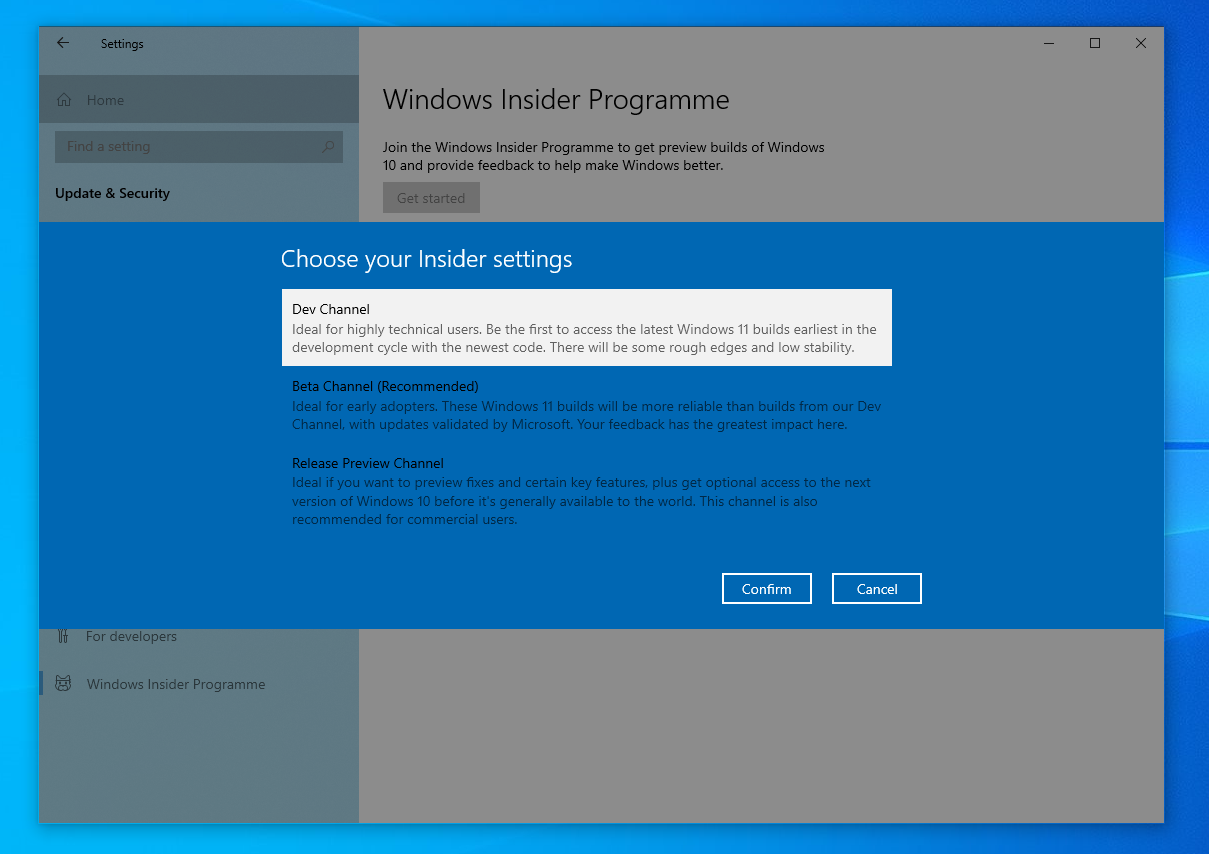 Settings
Home
Find a setting
Update & Security
Windows Insider Programme
Join the Windows Insider Programme to get preview builds of Windows
10 and provide feedback to help make Windows better.
Get started
Choose your Insider settings
Dev Channel
Ideal for highly technical users. Be the first to access the latest Windows 11 builds earliest in the
development cycle with the newest code. There will be some rough edges and low stability.
Beta Channel (Recommended)
Ideal for early adopters. These Windows 11 builds will be more reliable than builds from our Dev
Channel, with updates validated by Microsoft. Your feedback has the greatest impact here.
Release Preview Channel
Ideal if you want to preview fixes and certain key features, plus get optional access to the next
version of Windows 10 before it's generally available to the world. This channel is also
recommended for commercial users.
Confirm
Cancel
For developers
Windows Insider Programme